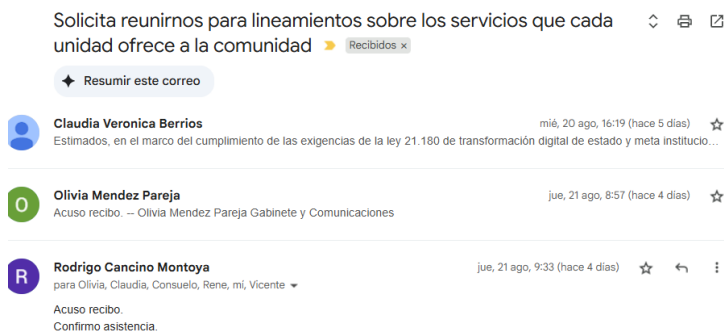 Solicita reunirnos para lineamientos sobre los servicios que cada
unidad ofrece a la comunidad Recibidos ×
Resumir este correo
Claudia Veronica Berrios mié, 20 ago, 16:19 (hace 5 días)
Estimados, en el marco del cumplimiento de las exigencias de la ley 21.180 de transformación digital de estado y meta institucio...
O
Olivia Mendez Pareja jue, 21 ago, 8:57 (hace 4 días)
Acuso recibo. -- Olivia Mendez Pareja Gabinete y Comunicaciones
R
Rodrigo Cancino Montoya jue, 21 ago, 9:33 (hace 4 días)
para Olivia, Claudia, Consuelo, Rene, mí, Vicente
Acuso recibo.
Confirmo asistencia.